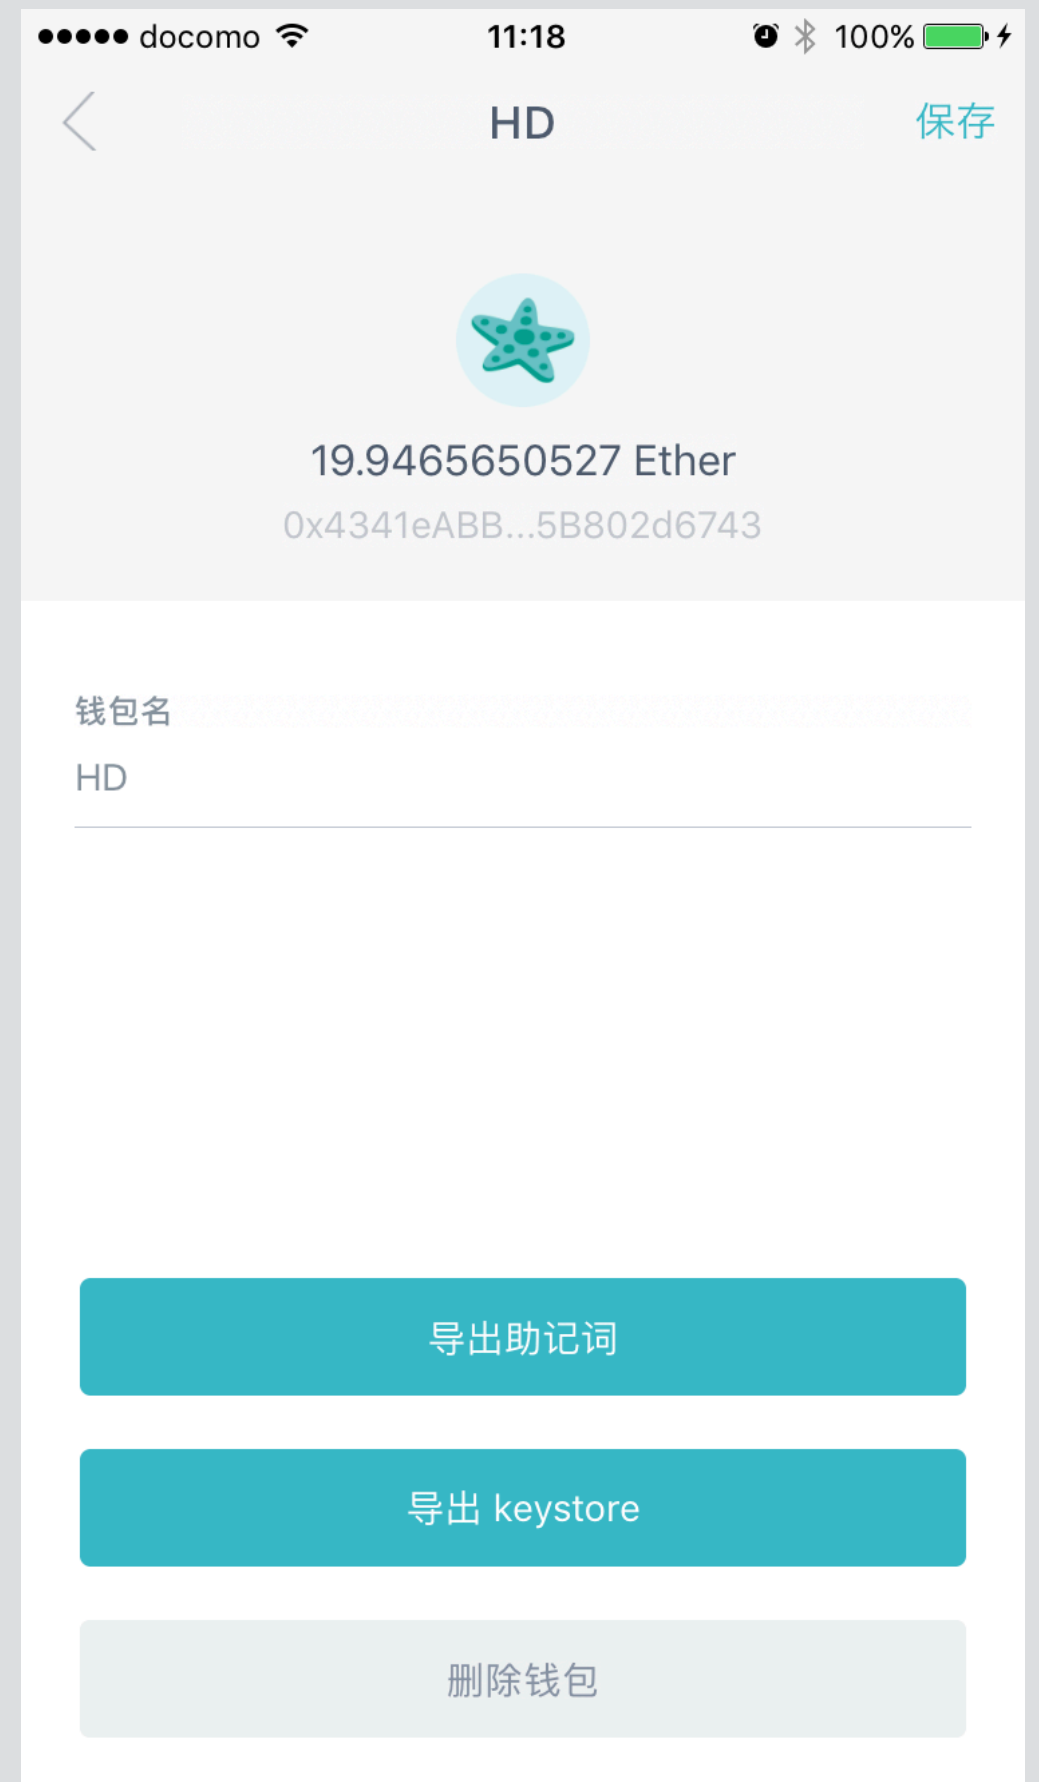 docomo 11:18 100%
HD 保存
19.9465650527 Ether
0x4341eABB...5B802d6743
钱包名
HD
导出助记词
导出 keystore
删除钱包